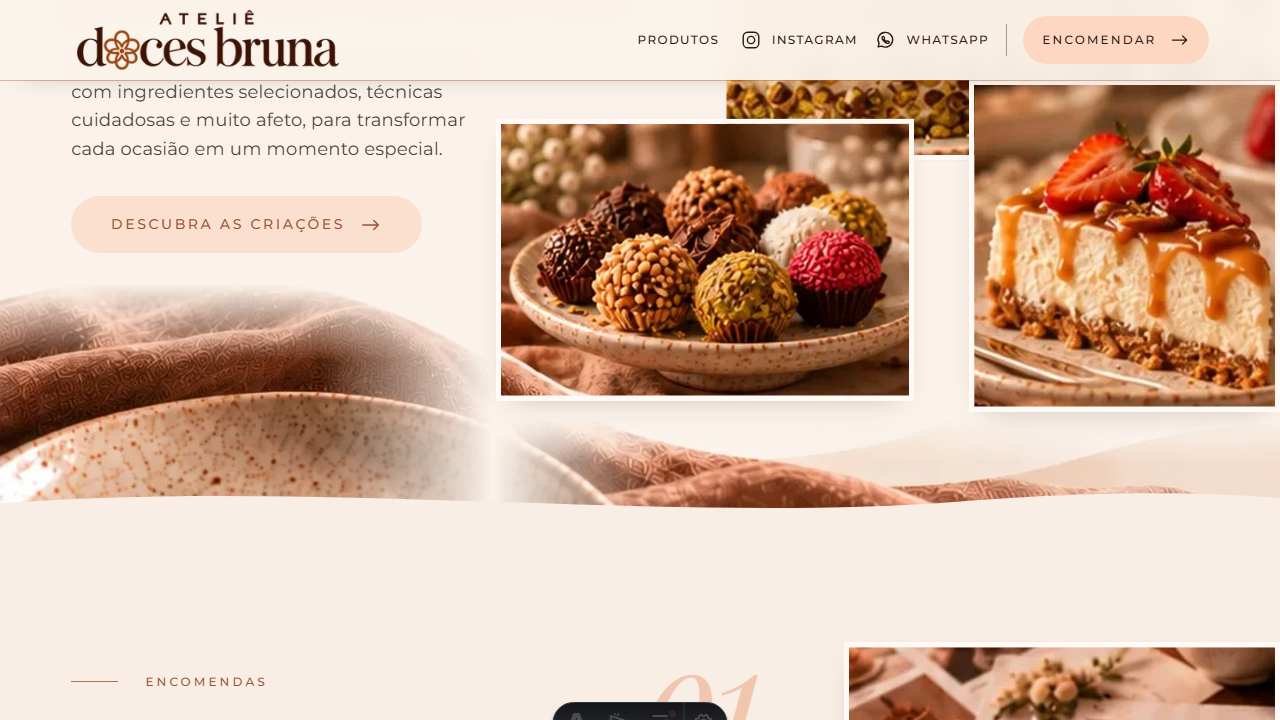 ATELIÊ
doces bruna
PRODUTOS
INSTAGRAM
WHATSAPP
ENCOMENDAR
com ingredientes selecionados, técnicas
cuidadosas e muito afeto, para transformar
cada ocasião em um momento especial.
DESCUBRA AS CRIAÇÕES
ENCOMENDAS
01